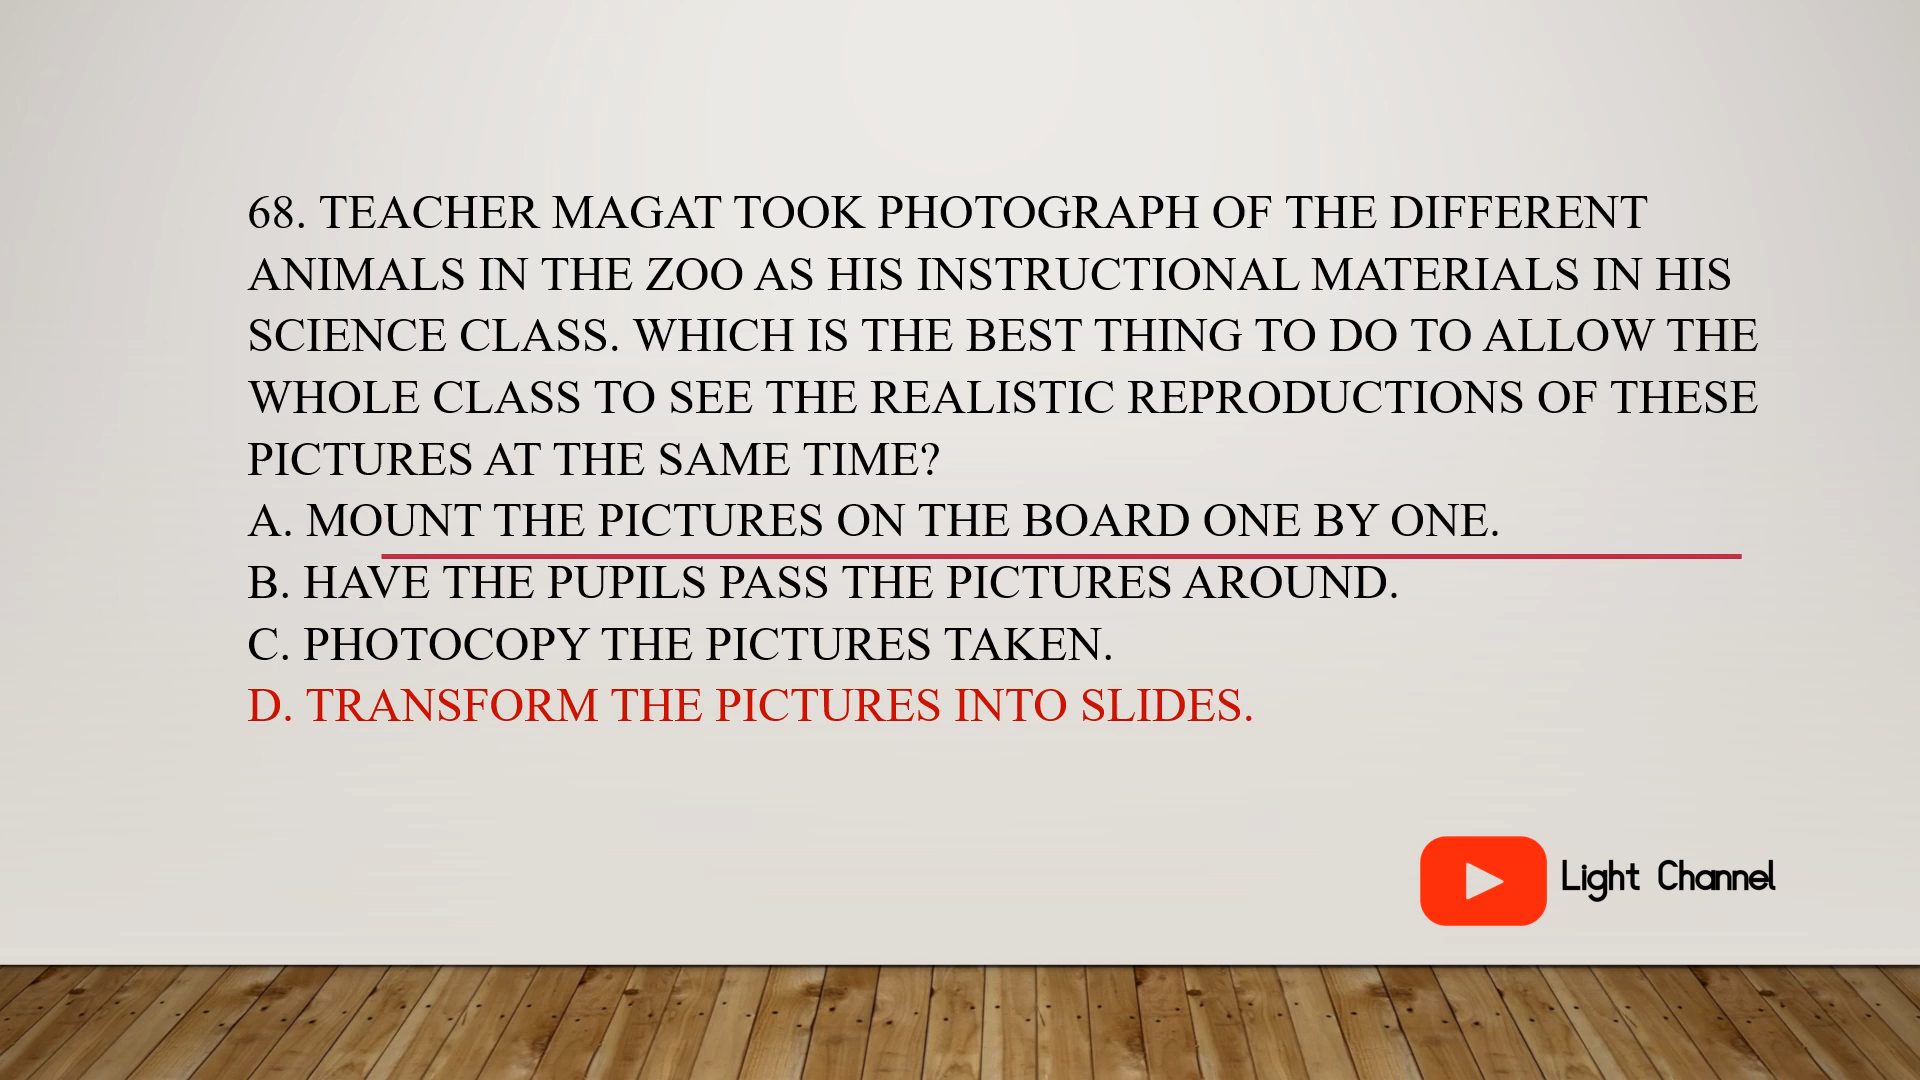 68. TEACHER MAGAT TOOK PHOTOGRAPH OF THE DIFFERENT
ANIMALS IN THE ZOO AS HIS INSTRUCTIONAL MATERIALS IN HIS
SCIENCE CLASS. WHICH IS THE BEST THING TO DO TO ALLOW THE
WHOLE CLASS TO SEE THE REALISTIC REPRODUCTIONS OF THESE
PICTURES AT THE SAME TIME?
A. MOUNT THE PICTURES ON THE BOARD ONE BY ONE.
B. HAVE THE PUPILS PASS THE PICTURES AROUND.
C. PHOTOCOPY THE PICTURES TAKEN.
D. TRANSFORM THE PICTURES INTO SLIDES.
Light Channel